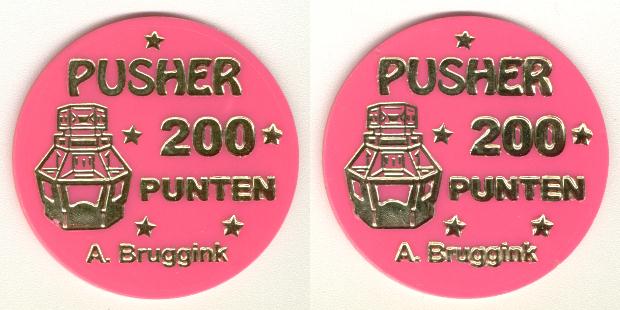 PUSHER
200
PUNTEN
A. Bruggink
PUSHER
200
PUNTEN
A. Bruggink